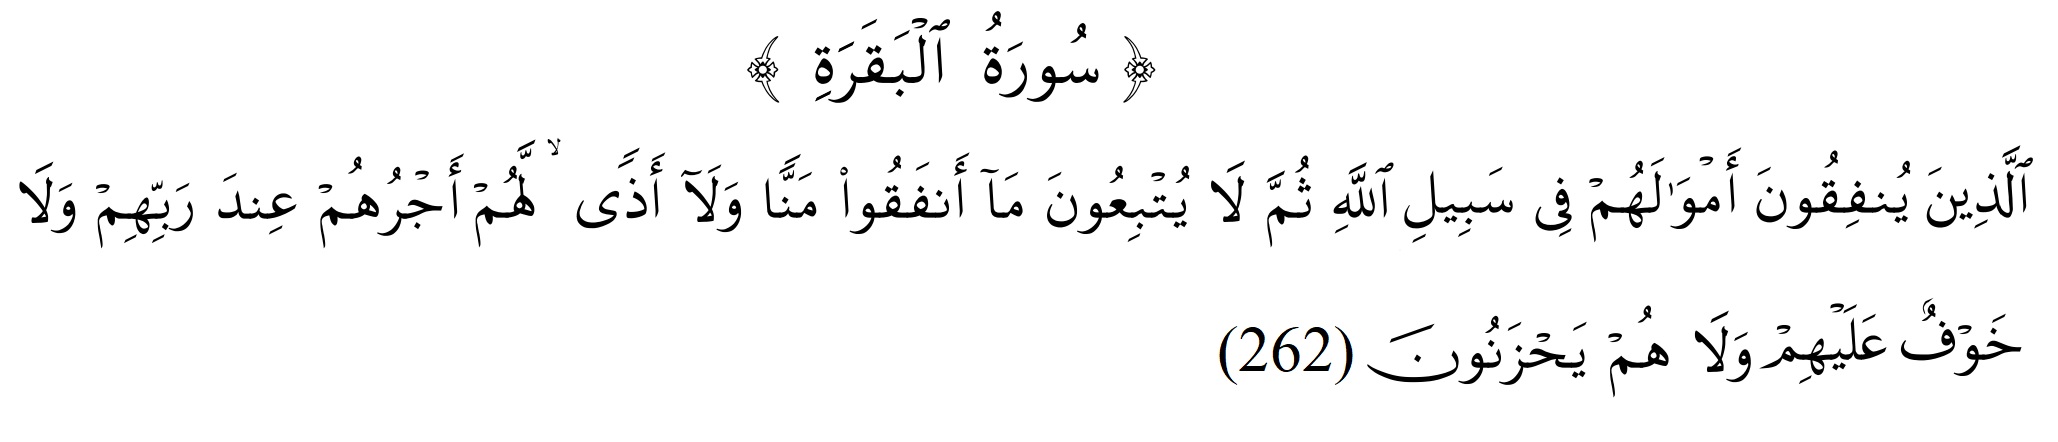 ﴿ سُورَةُ ٱلْبَقَرَةِ ﴾
ٱلَّذِينَ يُنفِقُونَ أَمْوَٰلَهُمْ فِى سَبِيلِ ٱللَّهِ ثُمَّ لَا يُتْبِعُونَ مَآ أَنفَقُوا۟ مَنًّا وَلَآ أَذًى ۙ لَّهُمْ أَجْرُهُمْ عِندَ رَبِّهِمْ وَلَا
خَوْفٌ عَلَيْهِمْ وَلَا هُمْ يَحْزَنُونَ (262)